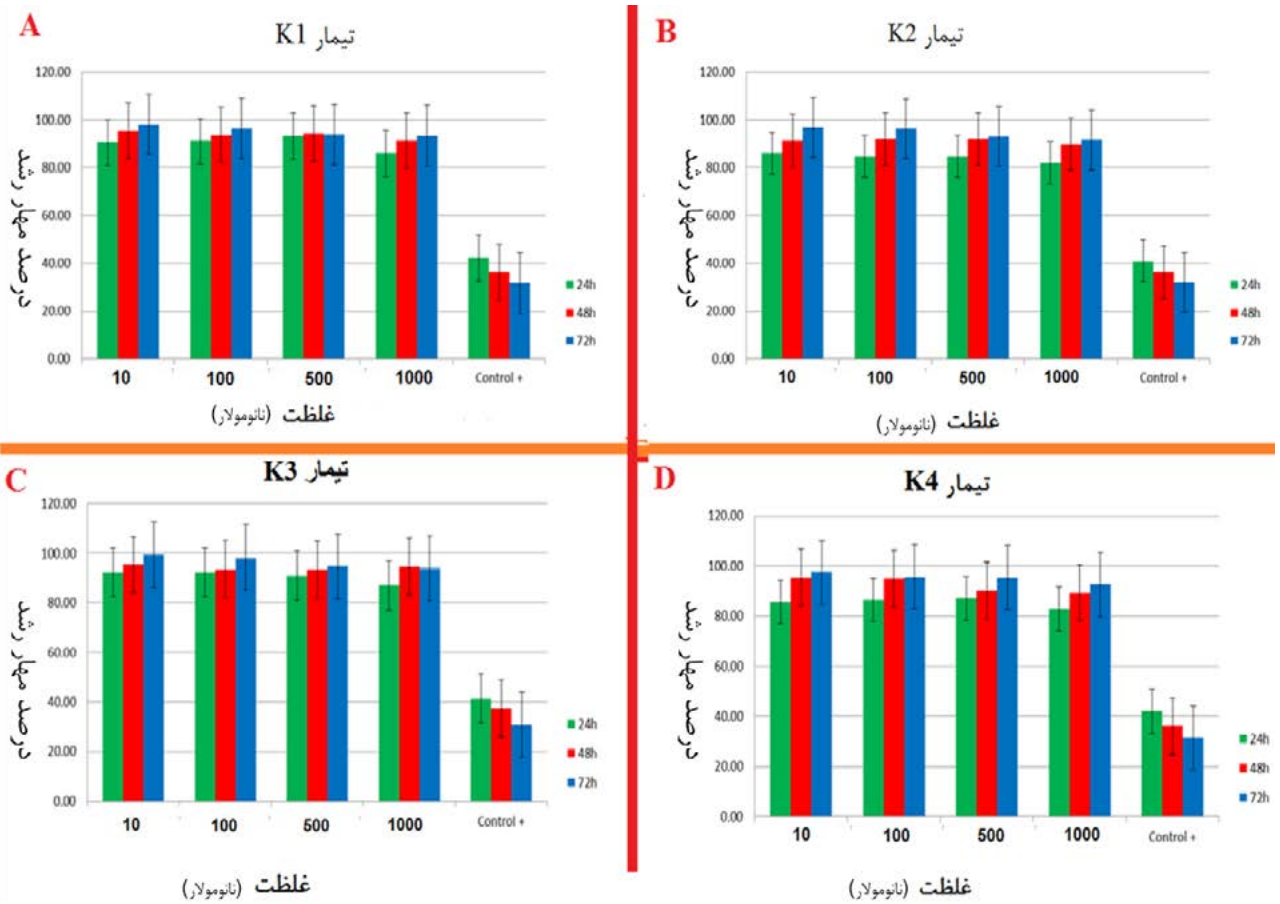 A
تیمار K1
120.00
100.00
80.00
60.00
40.00
20.00
0.00
درصد مهار رشد
10 100 500 1000 Control +
24h
48h
72h
غلظت (نانومولار)
B
تیمار K2
120.00
100.00
80.00
60.00
40.00
20.00
0.00
درصد مهار رشد
10 100 500 1000 Control +
24h
48h
72h
غلظت (نانومولار)
C
تیمار K3
120.00
100.00
80.00
60.00
40.00
20.00
0.00
درصد مهار رشد
10 100 500 1000 Control +
24h
48h
72h
غلظت (نانومولار)
D
تیمار K4
120.00
100.00
80.00
60.00
40.00
20.00
0.00
درصد مهار رشد
10 100 500 1000 Control +
24h
48h
72h
غلظت (نانومولار)